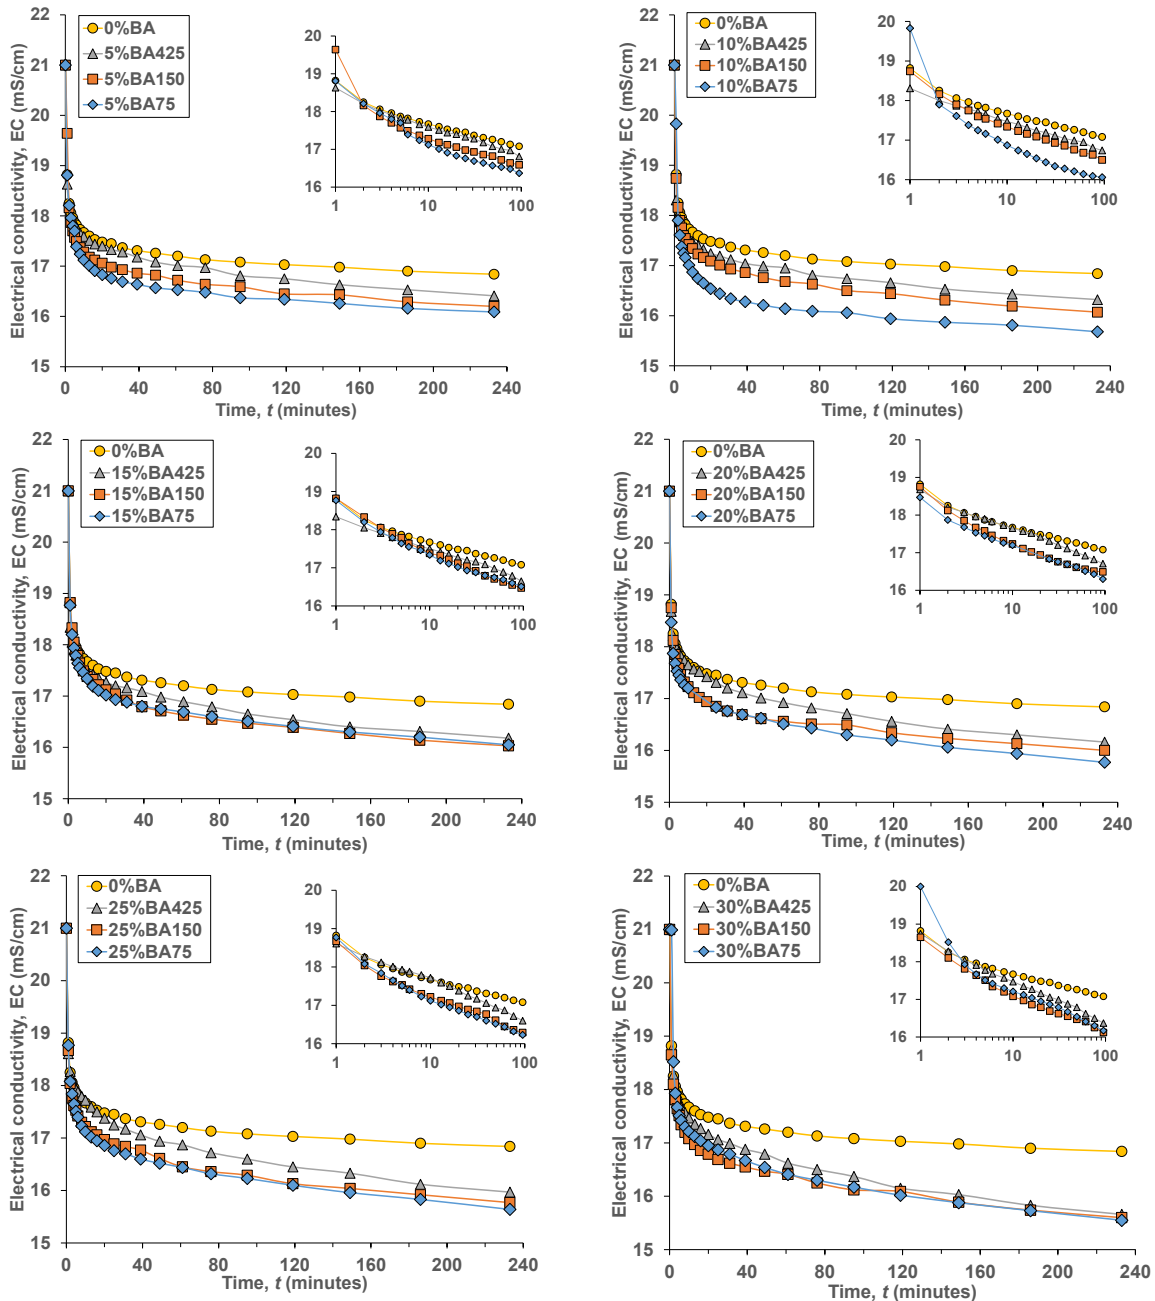 Electrical conductivity, EC (mS/cm)
22
21
20
19
18
17
16
15
0%BA
5%BA425
5%BA150
5%BA75
20
19
18
17
16
1
10
100
0 40 80 120 160 200 240
Time, t (minutes)
Electrical conductivity, EC (mS/cm)
22
21
20
19
18
17
16
15
0%BA
10%BA425
10%BA150
10%BA75
20
19
18
17
16
1
10
100
0 40 80 120 160 200 240
Time, t (minutes)
Electrical conductivity, EC (mS/cm)
22
21
20
19
18
17
16
15
0%BA
15%BA425
15%BA150
15%BA75
20
19
18
17
16
1
10
100
0 40 80 120 160 200 240
Time, t (minutes)
Electrical conductivity, EC (mS/cm)
22
21
20
19
18
17
16
15
0%BA
20%BA425
20%BA150
20%BA75
20
19
18
17
16
1
10
100
0 40 80 120 160 200 240
Time, t (minutes)
Electrical conductivity, EC (mS/cm)
22
21
20
19
18
17
16
15
0%BA
25%BA425
25%BA150
25%BA75
20
19
18
17
16
1
10
100
0 40 80 120 160 200 240
Time, t (minutes)
Electrical conductivity, EC (mS/cm)
22
21
20
19
18
17
16
15
0%BA
30%BA425
30%BA150
30%BA75
20
19
18
17
16
1
10
100
0 40 80 120 160 200 240
Time, t (minutes)